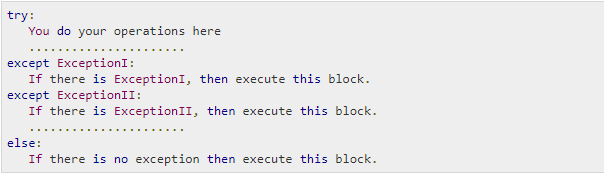 try:
   You do your operations here
   ......................
except ExceptionI:
   If there is ExceptionI, then execute this block.
except ExceptionII:
   If there is ExceptionII, then execute this block.
   ......................
else:
   If there is no exception then execute this block.